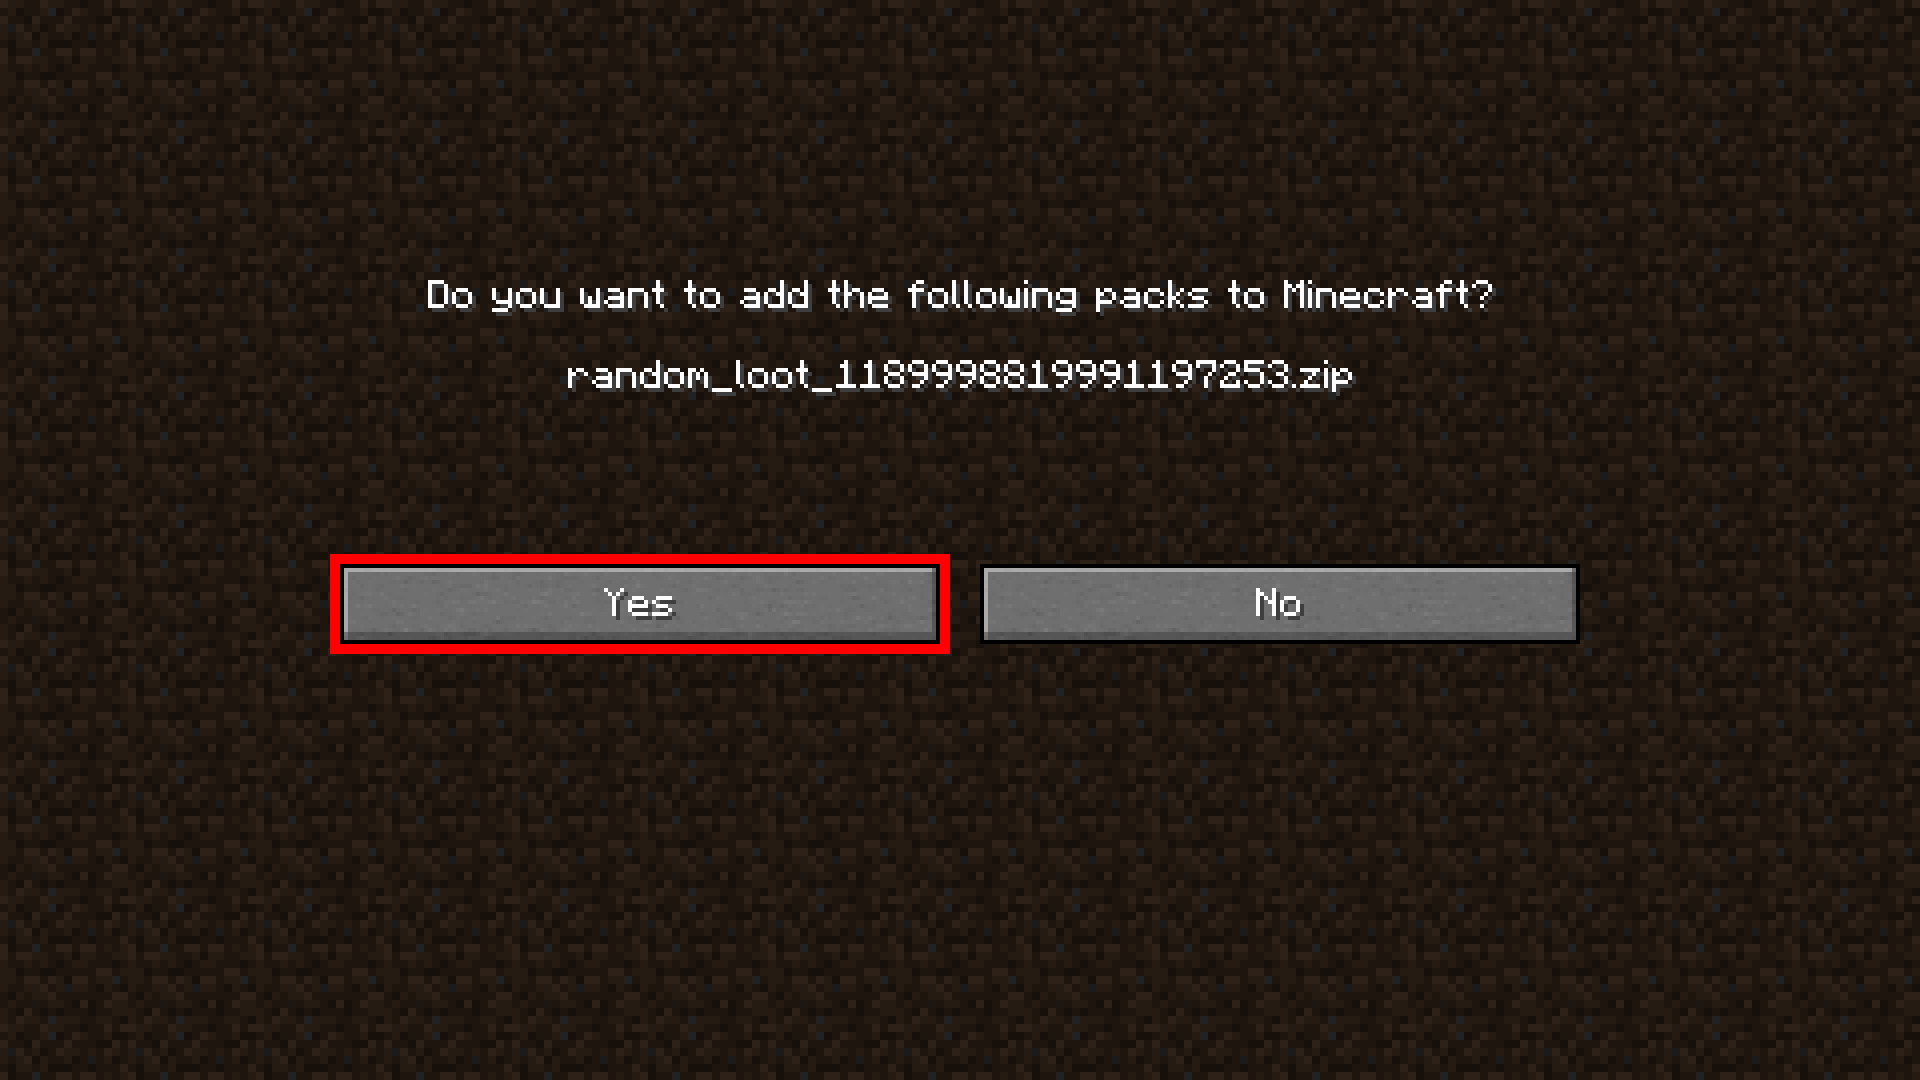 Do you want to add the following packs to Minecraft?
random_loot_1189998819991197253.zip
Yes
No